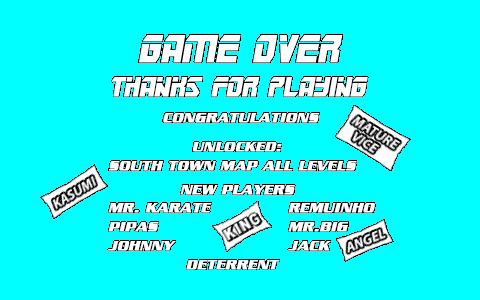 GAME OVER
THANKS FOR PLAYING
CONGRATULATIONS
MATURE
VICE
UNLOCKED:
SOUTH TOWN MAP ALL LEVELS
KASUMI
NEW PLAYERS
MR. KARATE REMUINHO
PIPAS KING MR.BIG
JOHNNY JACK ANGEL
DETERRENT